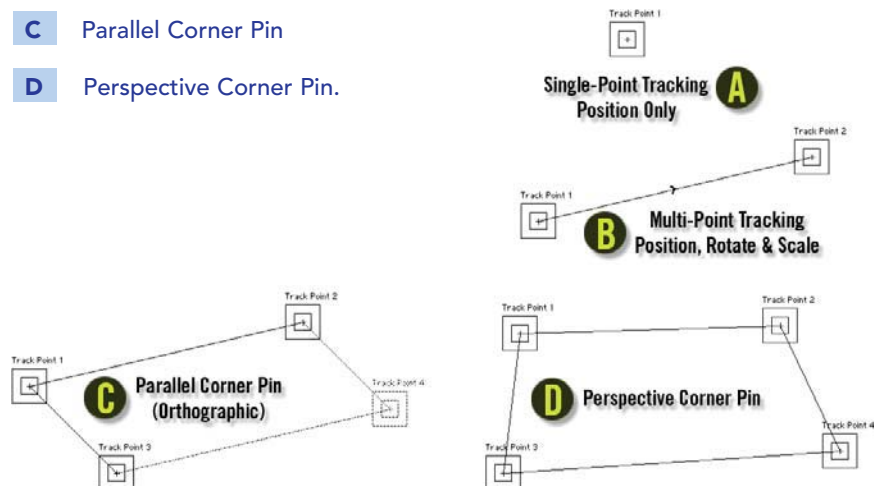 C Parallel Corner Pin
D Perspective Corner Pin.
Track Point 1
Single-Point Tracking
Position Only
A
Track Point 2
Track Point 1
B
Multi-Point Tracking
Position, Rotate & Scale
Track Point 2
Track Point 1
C
Parallel Corner Pin
(Orthographic)
Track Point 4
Track Point 3
Track Point 1
Track Point 2
D
Perspective Corner Pin
Track Point 3
Track Point 4